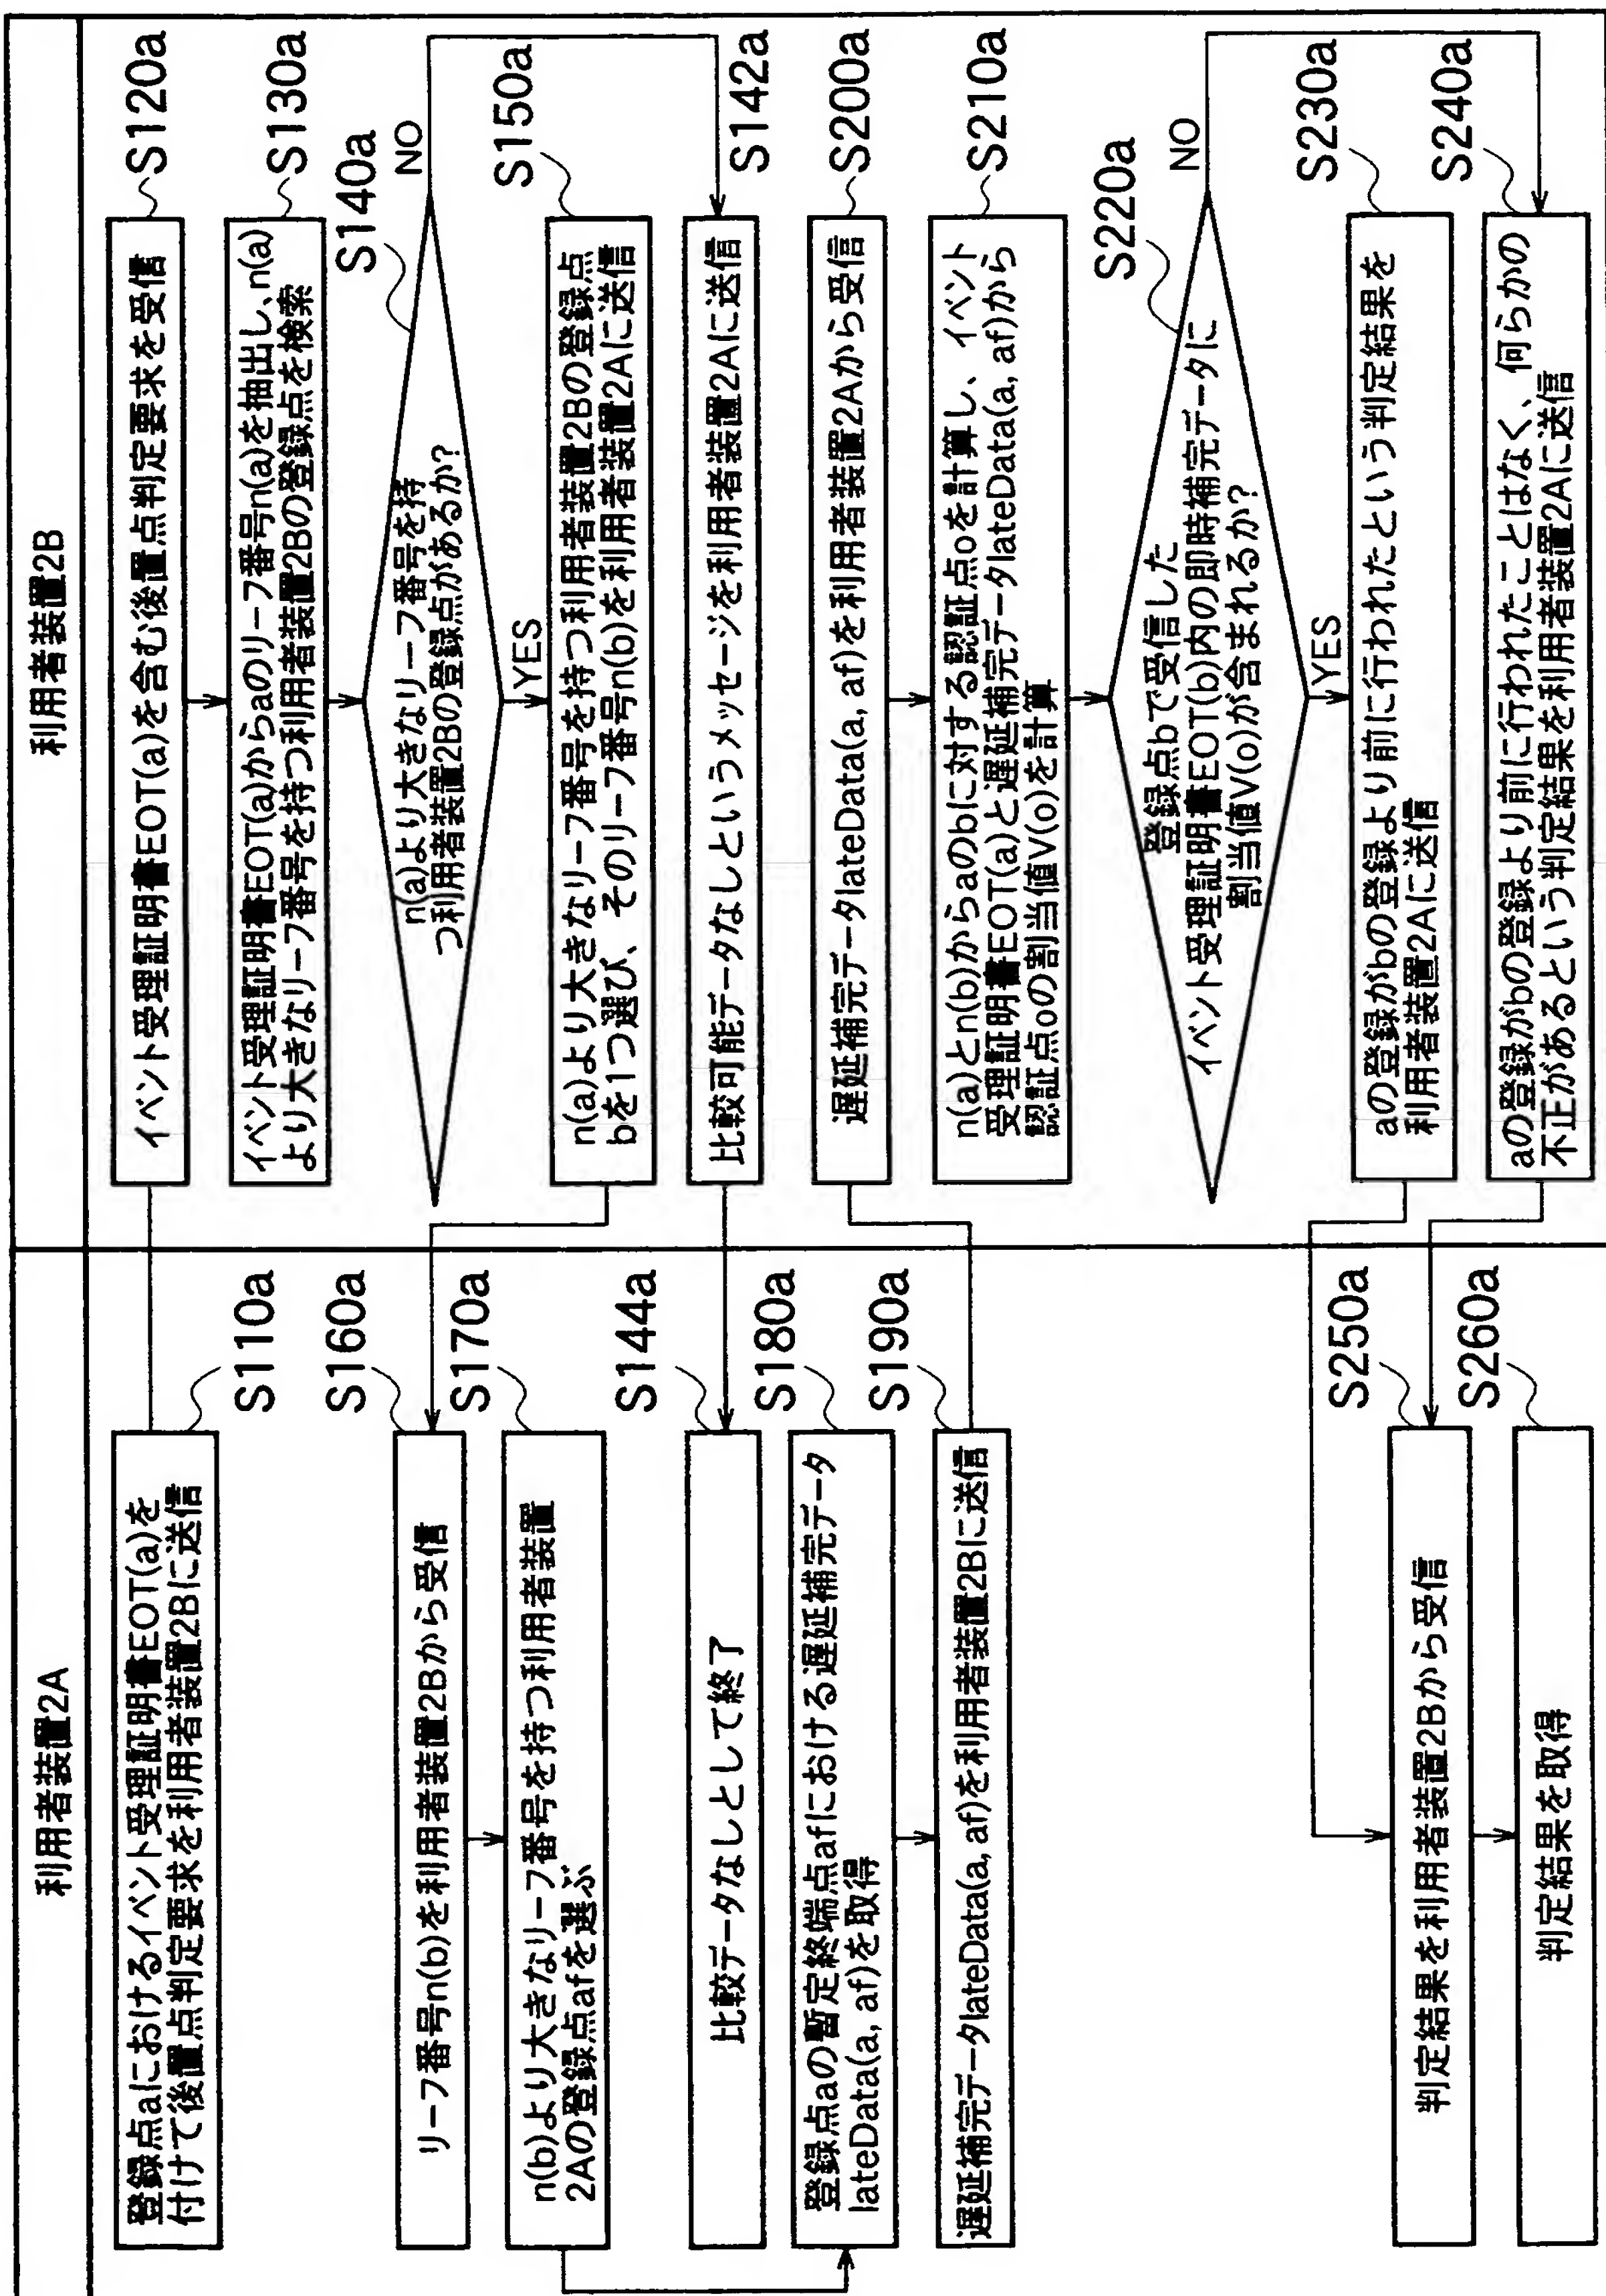 利用者装置2A
登録点aにおけるイベント受理証明書EOT(a)を
付けて後置点判定要求を利用者装置2Bに送信
S110a
リーフ番号n(b)を利用者装置2Bから受信
S160a
n(b)より大きなリーフ番号を持つ利用者装置
2Aの登録点afを選ぶ
S170a
比較データなしとして終了
S144a
登録点aの暫定終端点afにおける遅延補完データ
lateData(a, af)を取得
S180a
遅延補完データlateData(a, af)を利用者装置2Bに送信
S190a
判定結果を利用者装置2Bから受信
S250a
判定結果を取得
S260a
利用者装置2B
イベント受理証明書EOT(a)を含む後置点判定要求を受信
S120a
イベント受理証明書EOT(a)からaのリーフ番号n(a)を抽出し、n(a)
より大きなリーフ番号を持つ利用者装置2Bの登録点を検索
S130a
n(a)より大きなリーフ番号を持
つ利用者装置2Bの登録点があるか?
S140a
NO
YES
n(a)より大きなリーフ番号を持つ利用者装置2Bの登録点
bを1つ選び、そのリーフ番号n(b)を利用者装置2Aに送信
S150a
比較可能データなしというメッセージを利用者装置2Aに送信
S142a
遅延補完データlateData(a, af)を利用者装置2Aから受信
S200a
n(a)とn(b)からaのbに対する認証点oを計算し、イベント
受理証明書EOT(a)と遅延補完データlateData(a, af)から
認証点oの割当値V(o)を計算
S210a
登録点bで受信した
イベント受理証明書EOT(b)内の即時補完データに
割当値V(o)が含まれるか?
S220a
NO
YES
aの登録がbの登録より前に行われたという判定結果を
利用者装置2Aに送信
S230a
aの登録がbの登録より前に行われたことはなく、何らかの
不正があるという判定結果を利用者装置2Aに送信
S240a